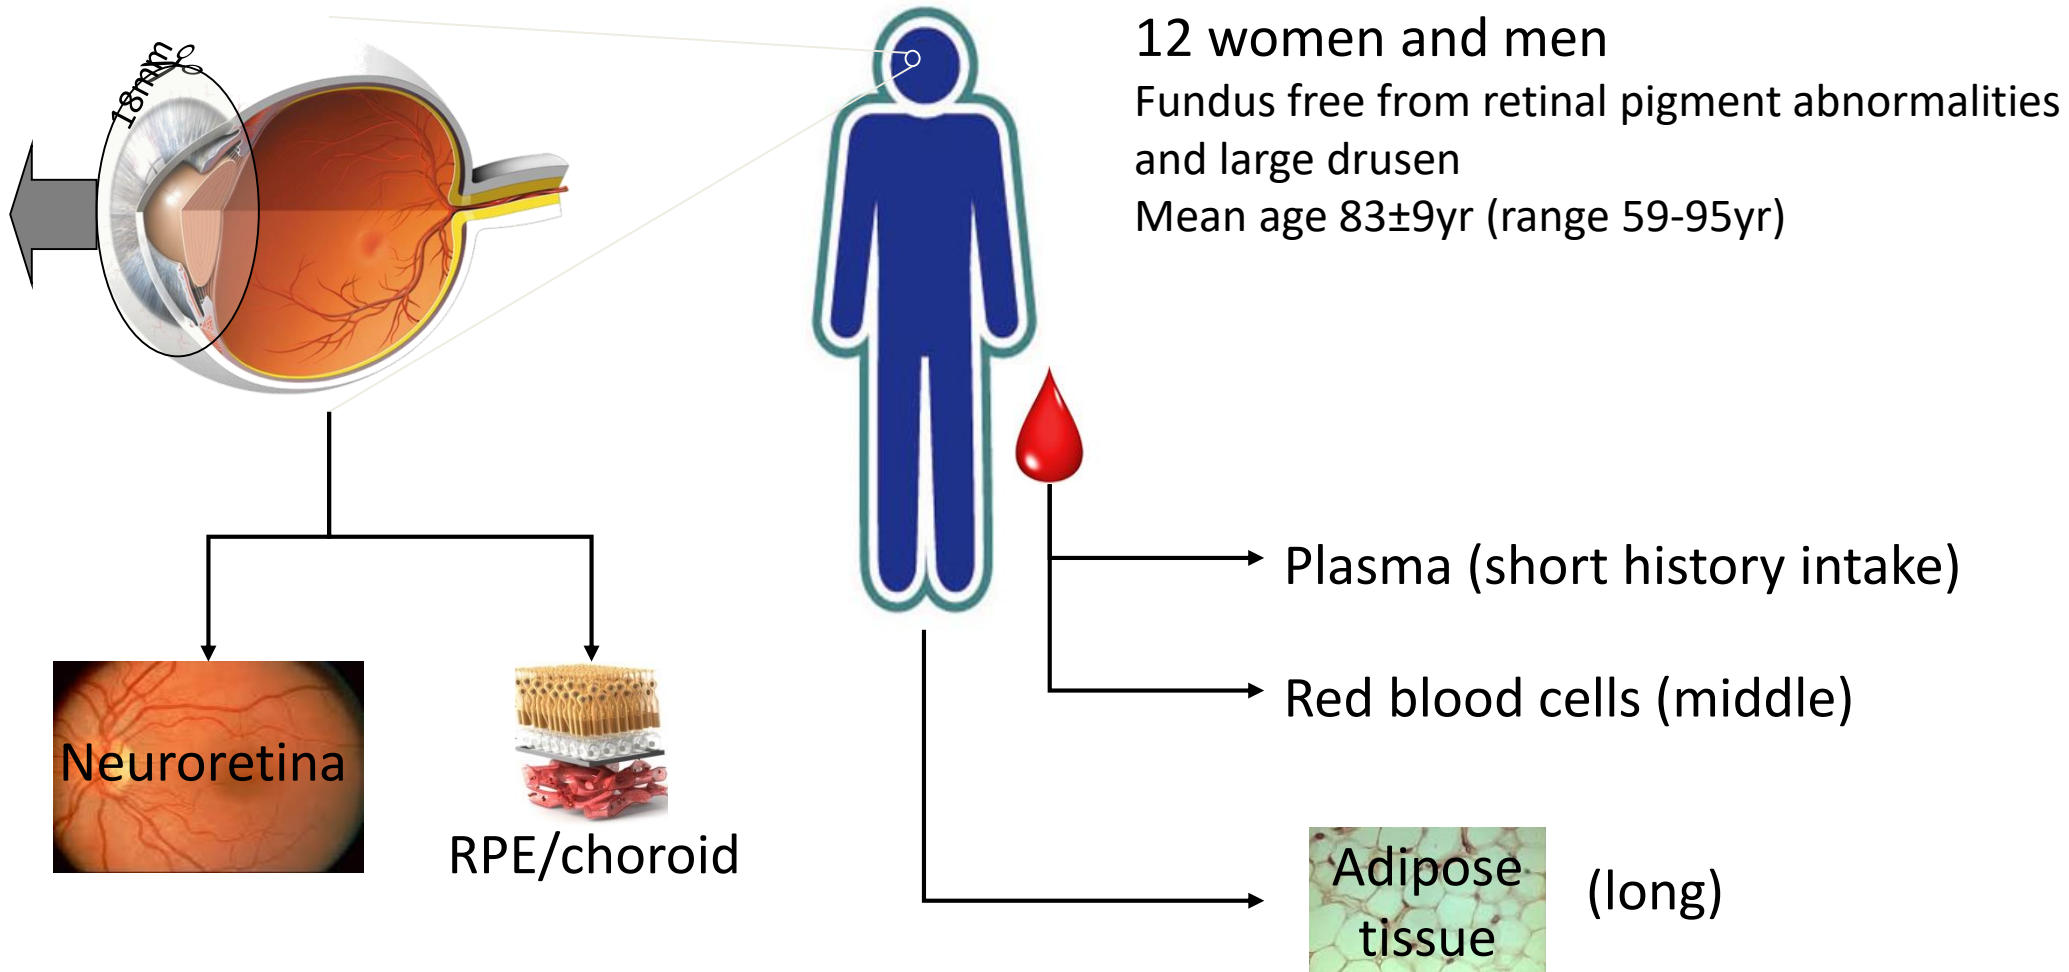 18mm
12 women and men
Fundus free from retinal pigment abnormalities
and large drusen
Mean age 83±9yr (range 59-95yr)
Plasma (short history intake)
Red blood cells (middle)
Neuroretina
RPE/choroid
Adipose
tissue
(long)